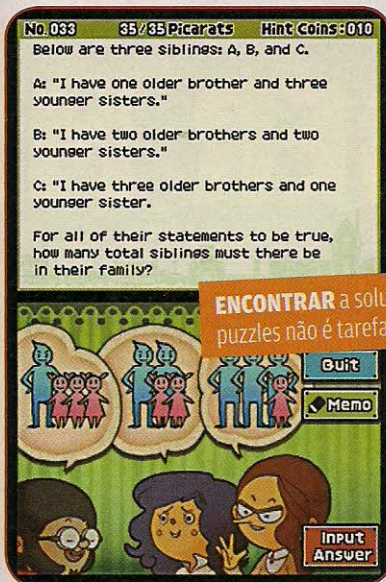 No. 033 35/35 Picarats Hint Coins:010
Below are three siblings: A, B, and C.
A: "I have one older brother and three
younger sisters."
B: "I have two older brothers and two
younger sisters."
C: "I have three older brothers and one
younger sister.
For all of their statements to be true,
how many total siblings must there be
in their family?
ENCONTRAR a solu
puzzles não é tarefa
Quit
Memo
Input
Answer